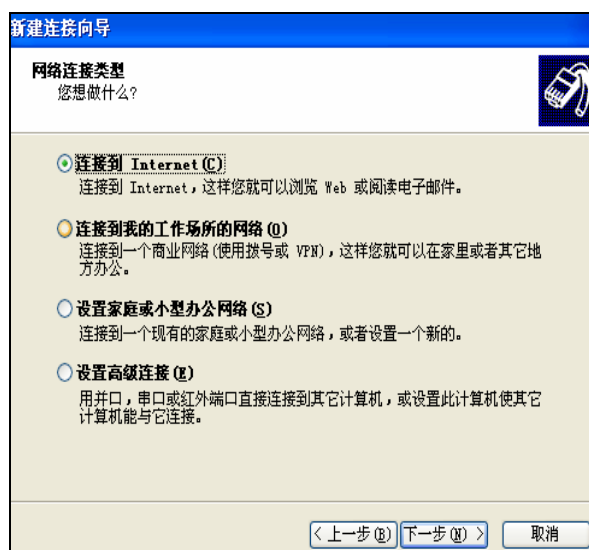 新建连接向导
网络连接类型
您想做什么?
连接到 Internet(C)
连接到 Internet，这样您就可以浏览 Web 或阅读电子邮件。
连接到我的工作场所的网络(O)
连接到一个商业网络(使用拨号或 VPN)，这样您就可以在家里或者其它地
方办公。
设置家庭或小型办公网络(S)
连接到一个现有的家庭或小型办公网络，或者设置一个新的。
设置高级连接(E)
用并口，串口或红外端口直接连接到其它计算机，或设置此计算机使其它
计算机能与它连接。
< 上一步(B) 下一步(N) > 取消